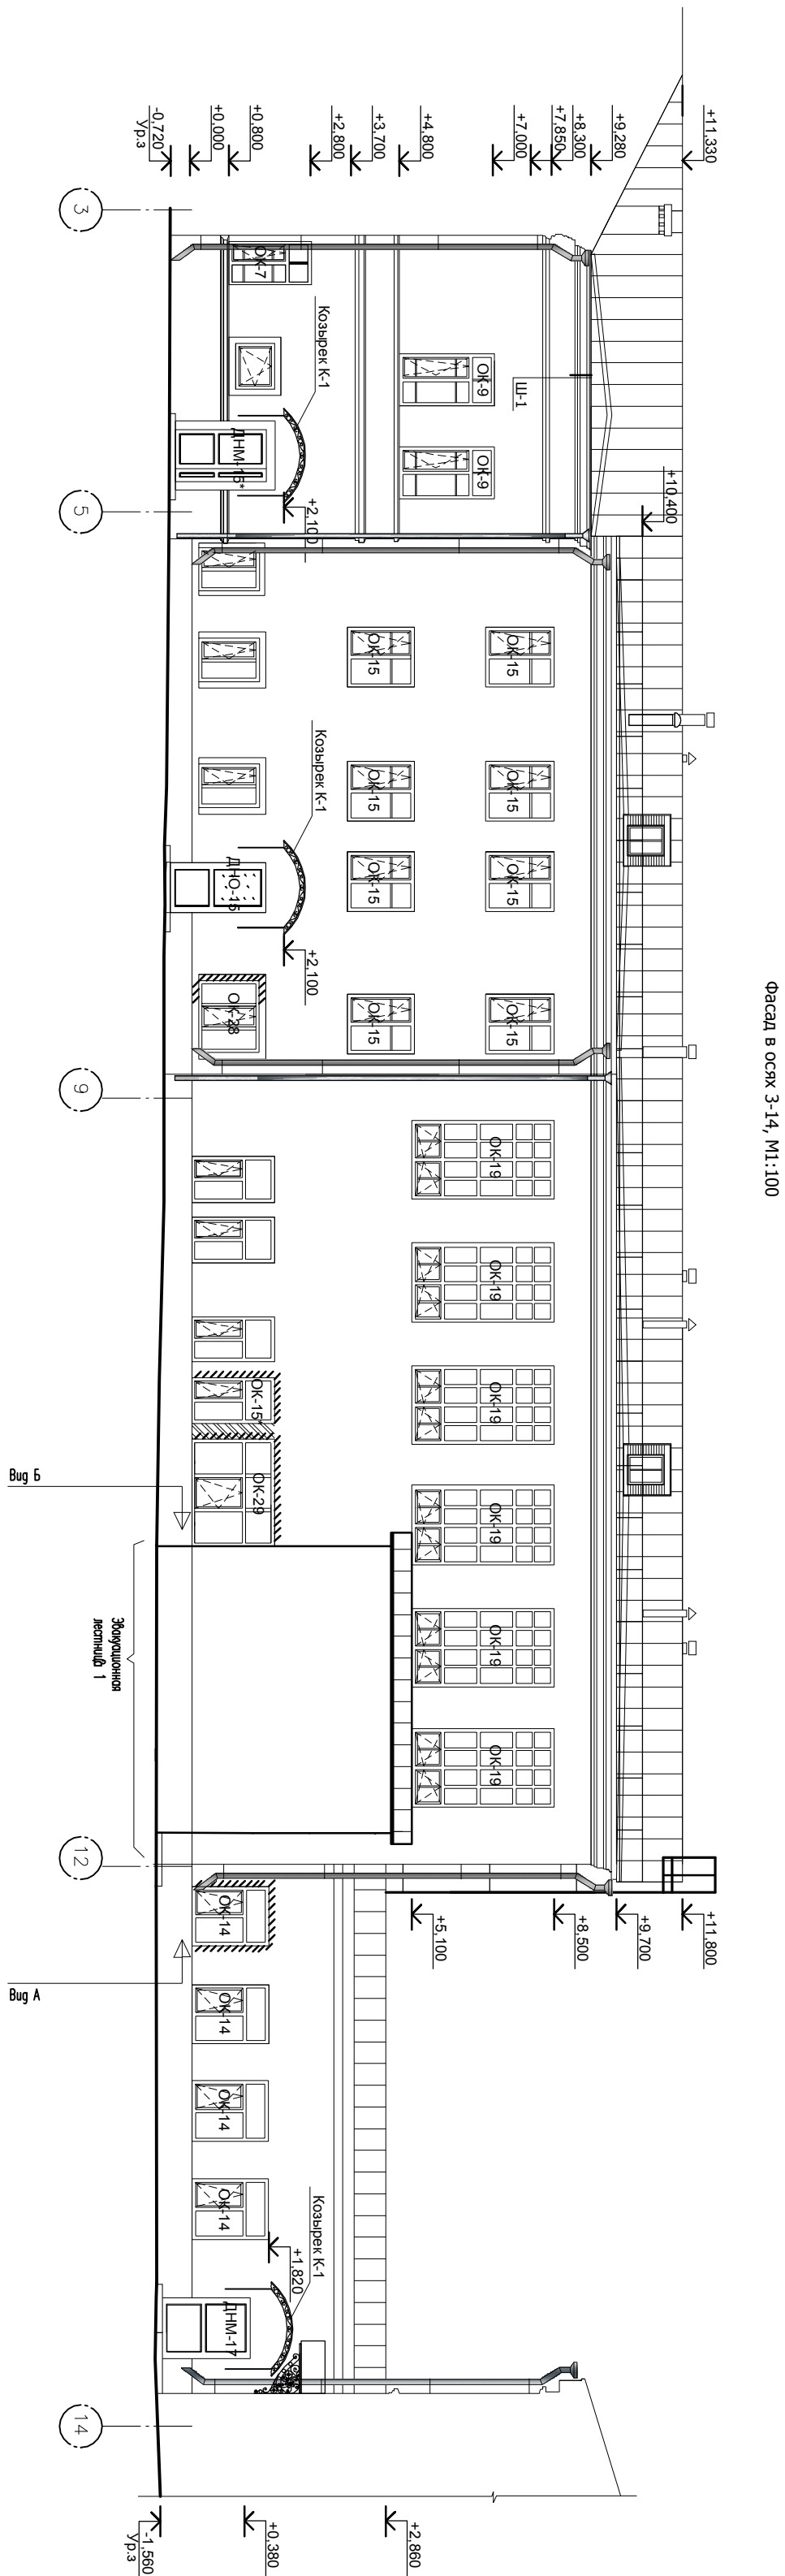 Фасад в осях 3-14, М1:100
+11,330
+9,280
+8,300
+7,850
+7,000
+4,800
+3,700
+2,800
+0,800
+0,000
-0,720
Ур.з
+10,400
Ш-1
ОК-9
ОК-9
ОК-7
Козырек К-1
ДНМ-15*
+2,100
ОК-15
ОК-15
ОК-15
ОК-15
ОК-15
ОК-15
ОК-15
ОК-15
Козырек К-1
ДНО-15
+2,100
ОК-28
ОК-19
ОК-19
ОК-19
ОК-19
ОК-19
ОК-19
ОК-15*
ОК-29
Вид Б
Эвакуационная
лестница 1
+11,800
+9,700
+8,500
+5,100
ОК-14
ОК-14
ОК-14
ОК-14
Вид А
+1,820
Козырек К-1
ДНМ-17
+2,860
+0,380
-1,560
Ур.з
3
5
9
12
14